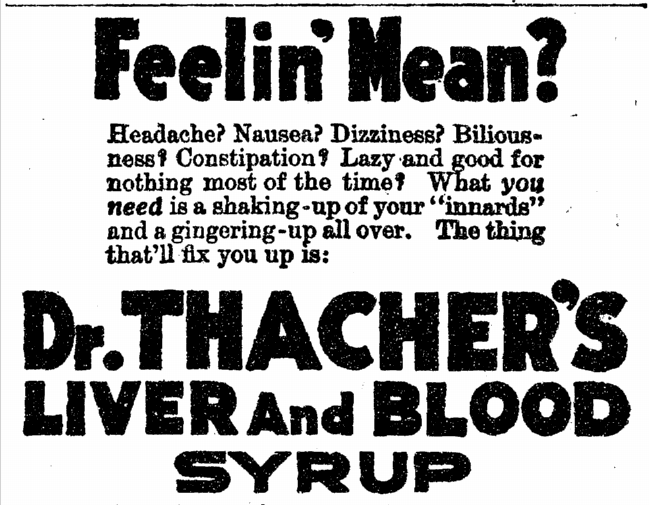 Feelin' Mean?
Headache? Nausea? Dizziness? Bilious-
ness? Constipation? Lazy and good for
nothing most of the time? What you
need is a shaking-up of your "innards"
and a gingering-up all over. The thing
that'll fix you up is:
Dr. THACHER'S
LIVER And BLOOD
SYRUP